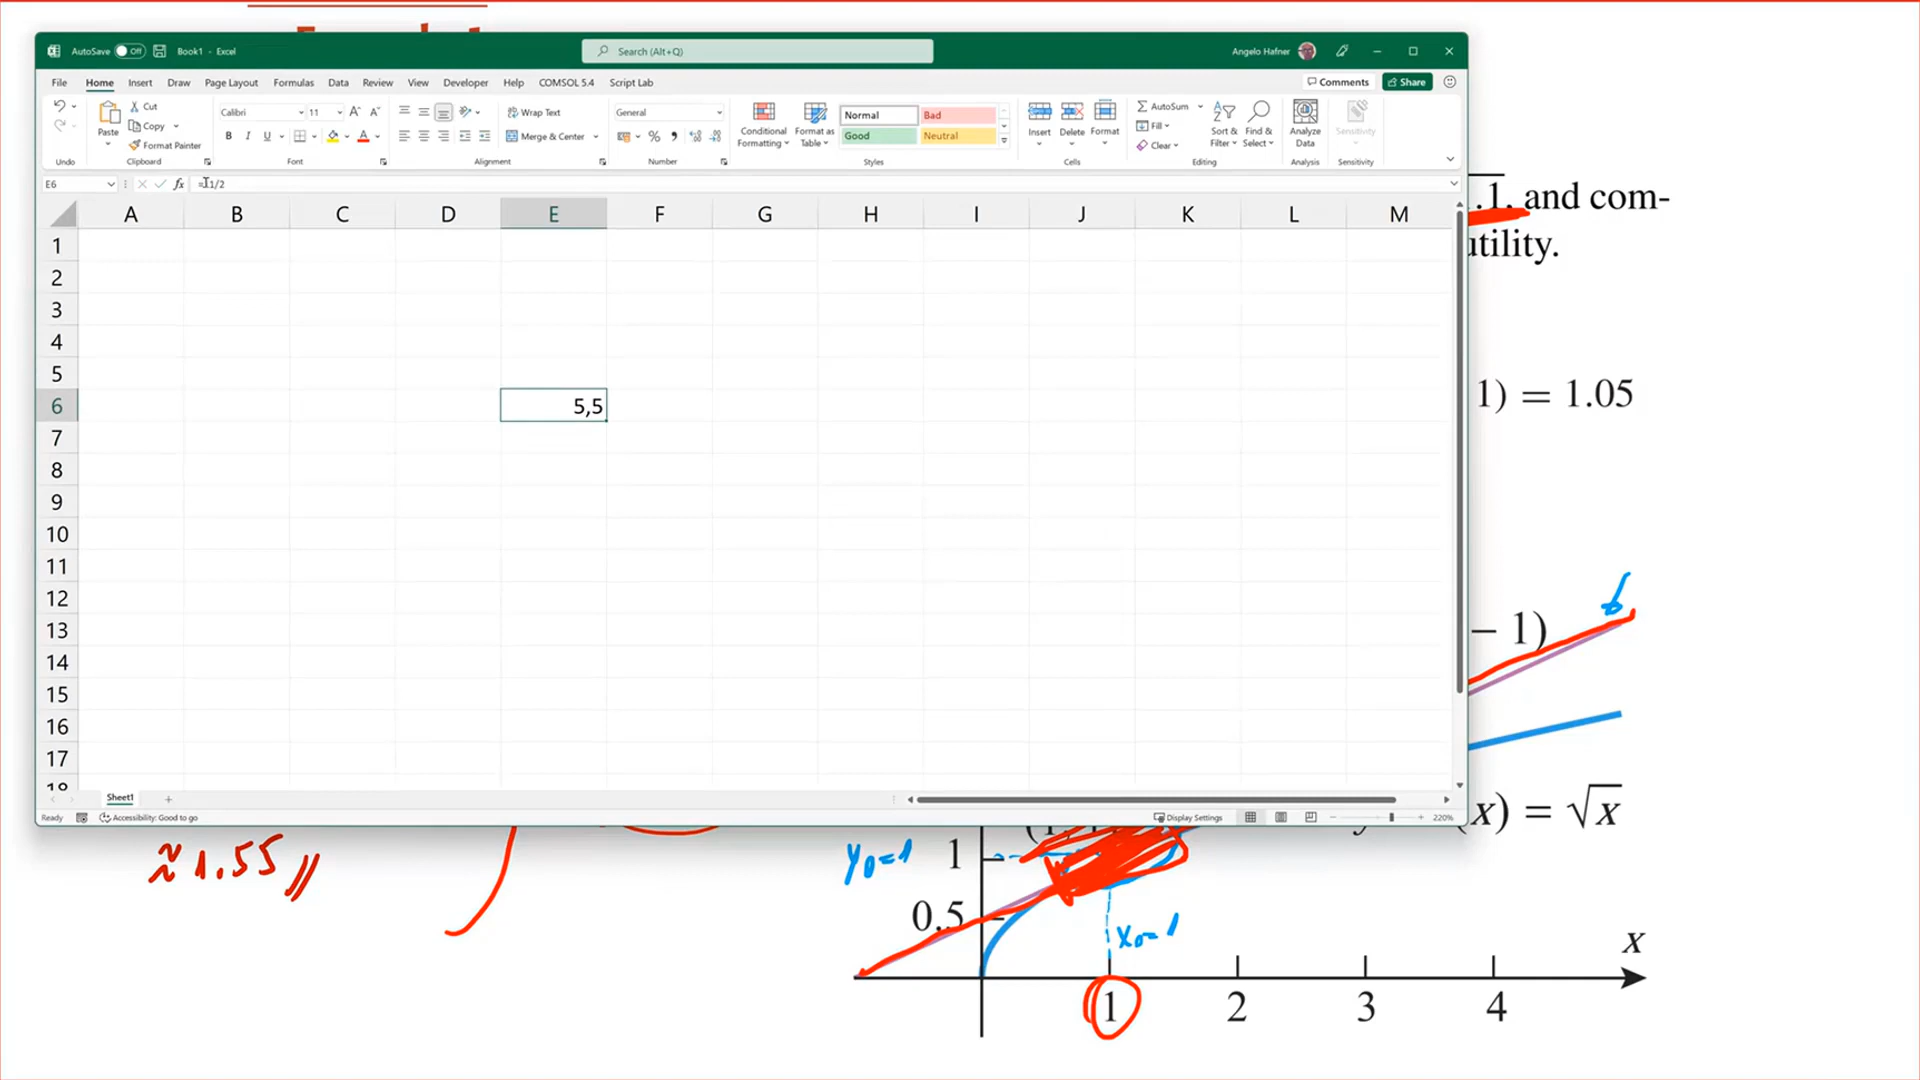 AutoSave Off Book1 - Excel Search (Alt+Q) Angelo Hafner
File Home Insert Draw Page Layout Formulas Data Review View Developer Help COMSOL 5.4 Script Lab Comments Share
Paste Cut Calibri 11 Wrap Text General Conditional Formatting Format as Table Normal Bad Insert Delete Format AutoSum Sort & Filter Find & Select Analyze Data Sensitivity
Copy B I U Merge & Center % Good Neutral Fill
Format Painter Clear
Undo Clipboard Font Alignment Number Styles Cells Editing Analysis Sensitivity
E6 fx
A B C D E F G H I J K L M
1
2
3
4
5
6 5,5
7
8
9
10
11
12
13
14
15
16
17
18
Sheet1
Ready Accessibility: Good to go Display Settings 220%
.1, and com-
utility.
1) = 1.05
− 1)
(x) = √x
≈1.55
y0=1 1
0.5
x0=1
x
1 2 3 4